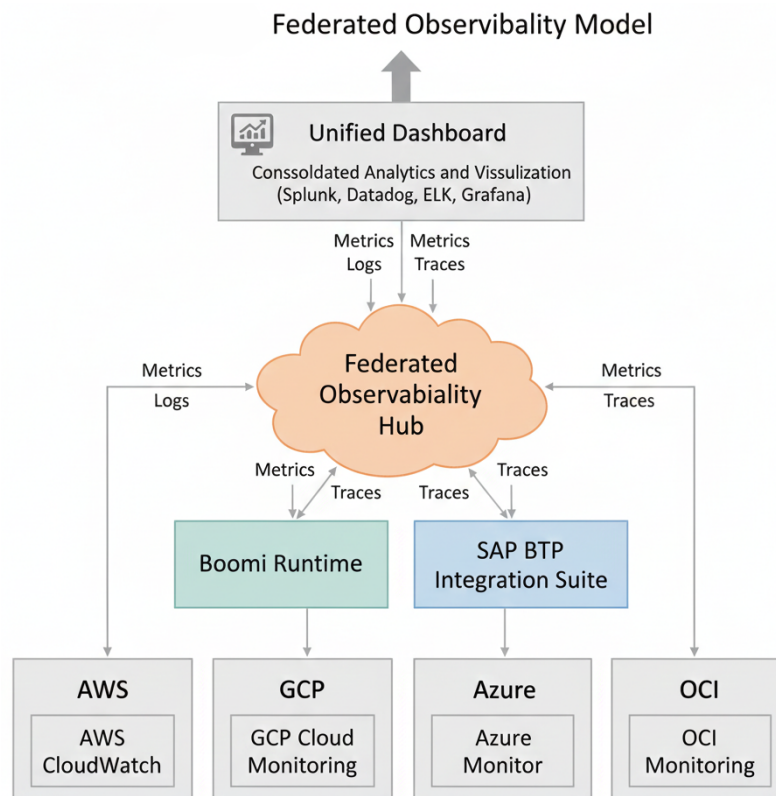 Federated Observibality Model
Unified Dashboard
Conssoldated Analytics and Vissulization
(Splunk, Datadog, ELK, Grafana)
Metrics
Logs
Metrics
Traces
Federated
Observabiality
Hub
Metrics
Logs
Metrics
Traces
Metrics
Traces
Traces
Traces
Boomi Runtime
SAP BTP
Integration Suite
AWS
AWS
CloudWatch
GCP
GCP Cloud
Monitoring
Azure
Azure
Monitor
OCI
OCI
Monitoring